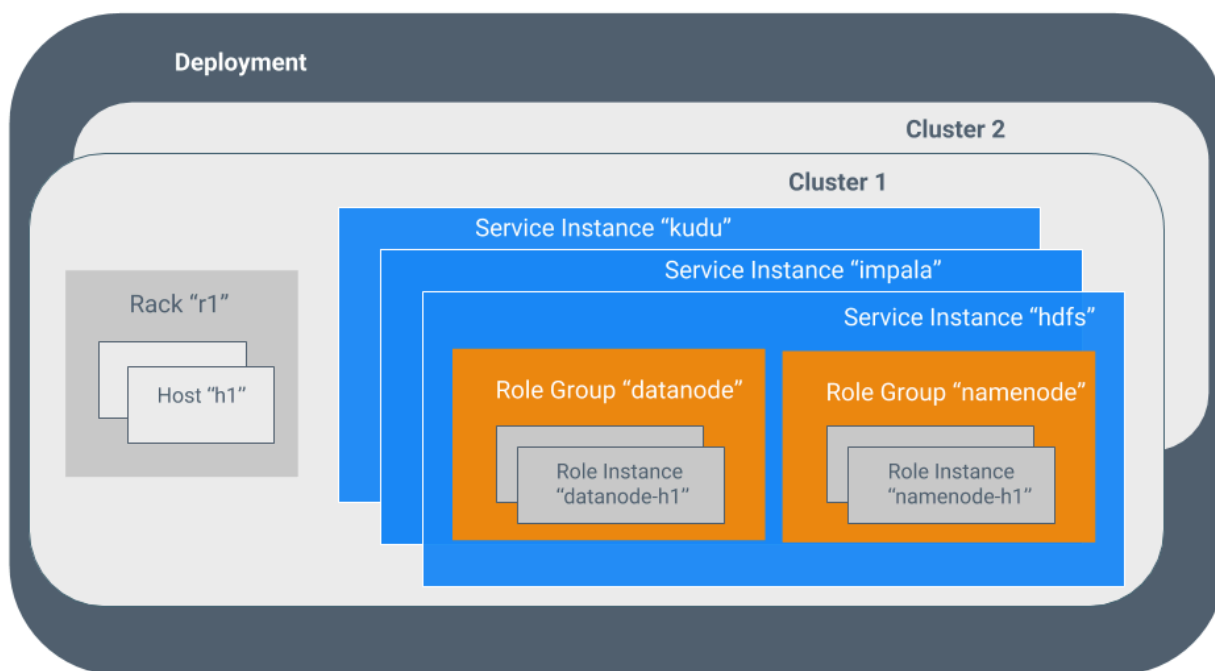 Deployment
Cluster 2
Cluster 1
Service Instance “kudu”
Service Instance “impala”
Service Instance “hdfs”
Rack “r1”
Host “h1”
Role Group “datanode”
Role Instance
“datanode-h1”
Role Group “namenode”
Role Instance
“namenode-h1”